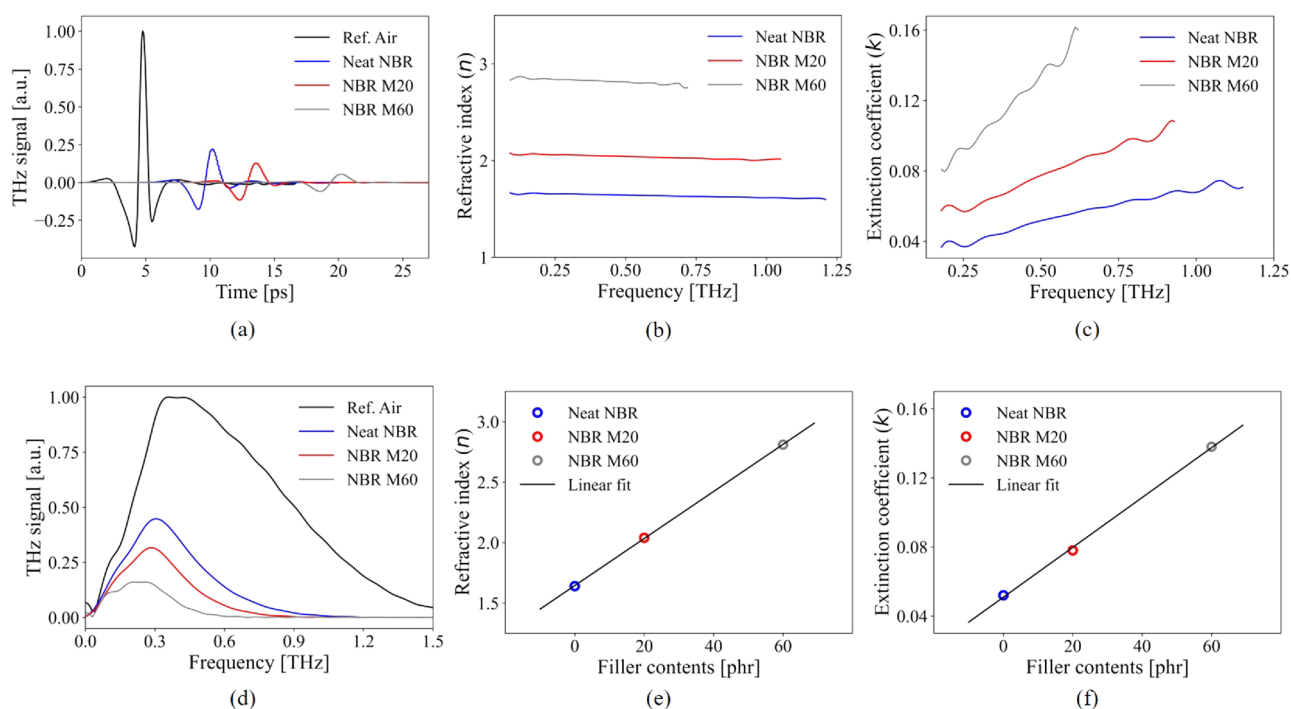 1.00
0.75
0.50
0.25
0.00
−0.25
THz signal [a.u.]
Ref. Air
Neat NBR
NBR M20
NBR M60
0 5 10 15 20 25
Time [ps]
(a)
3
2
1
Refractive index (n)
Neat NBR
NBR M20
NBR M60
0.25 0.50 0.75 1.00 1.25
Frequency [THz]
(b)
0.16
0.12
0.08
0.04
Extinction coefficient (k)
Neat NBR
NBR M20
NBR M60
0.25 0.50 0.75 1.00 1.25
Frequency [THz]
(c)
1.00
0.75
0.50
0.25
0.00
THz signal [a.u.]
Ref. Air
Neat NBR
NBR M20
NBR M60
0.0 0.3 0.6 0.9 1.2 1.5
Frequency [THz]
(d)
3.0
2.5
2.0
1.5
Refractive index (n)
Neat NBR
NBR M20
NBR M60
Linear fit
0 20 40 60 80
Filler contents [phr]
(e)
0.16
0.12
0.08
0.04
Extinction coefficient (k)
Neat NBR
NBR M20
NBR M60
Linear fit
0 20 40 60 80
Filler contents [phr]
(f)